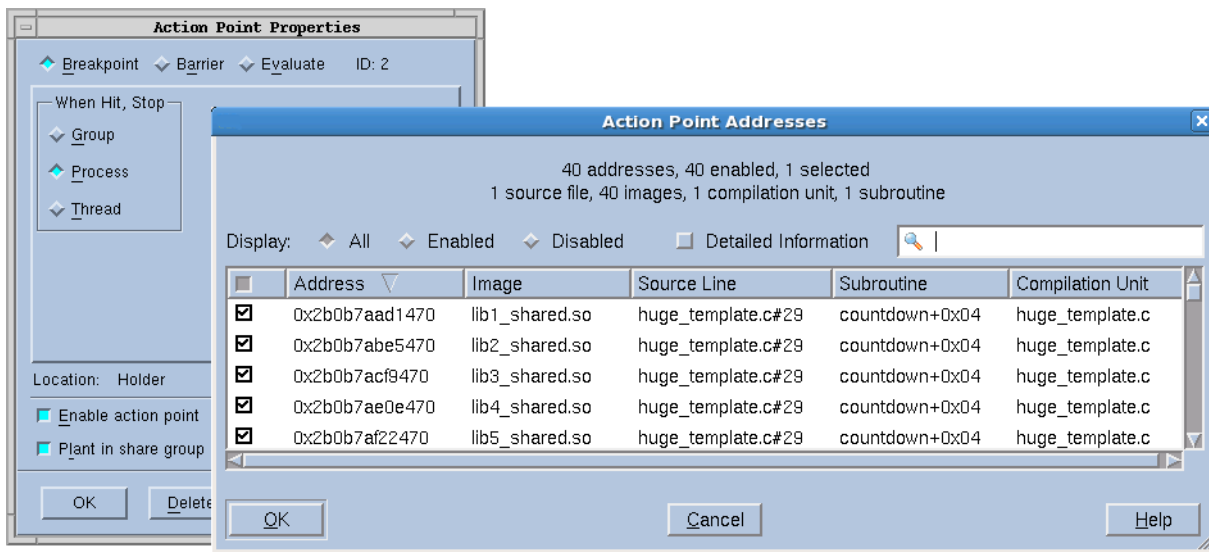 Action Point Properties
Breakpoint Barrier Evaluate ID: 2
When Hit, Stop
Group
Process
Thread
Location: Holder
Enable action point
Plant in share group
OK Delete
Action Point Addresses
40 addresses, 40 enabled, 1 selected
1 source file, 40 images, 1 compilation unit, 1 subroutine
Display: All Enabled Disabled Detailed Information
Address Image Source Line Subroutine Compilation Unit
0x2b0b7aad1470 lib1_shared.so huge_template.c#29 countdown+0x04 huge_template.c
0x2b0b7abe5470 lib2_shared.so huge_template.c#29 countdown+0x04 huge_template.c
0x2b0b7acf9470 lib3_shared.so huge_template.c#29 countdown+0x04 huge_template.c
0x2b0b7ae0e470 lib4_shared.so huge_template.c#29 countdown+0x04 huge_template.c
0x2b0b7af22470 lib5_shared.so huge_template.c#29 countdown+0x04 huge_template.c
OK Cancel Help